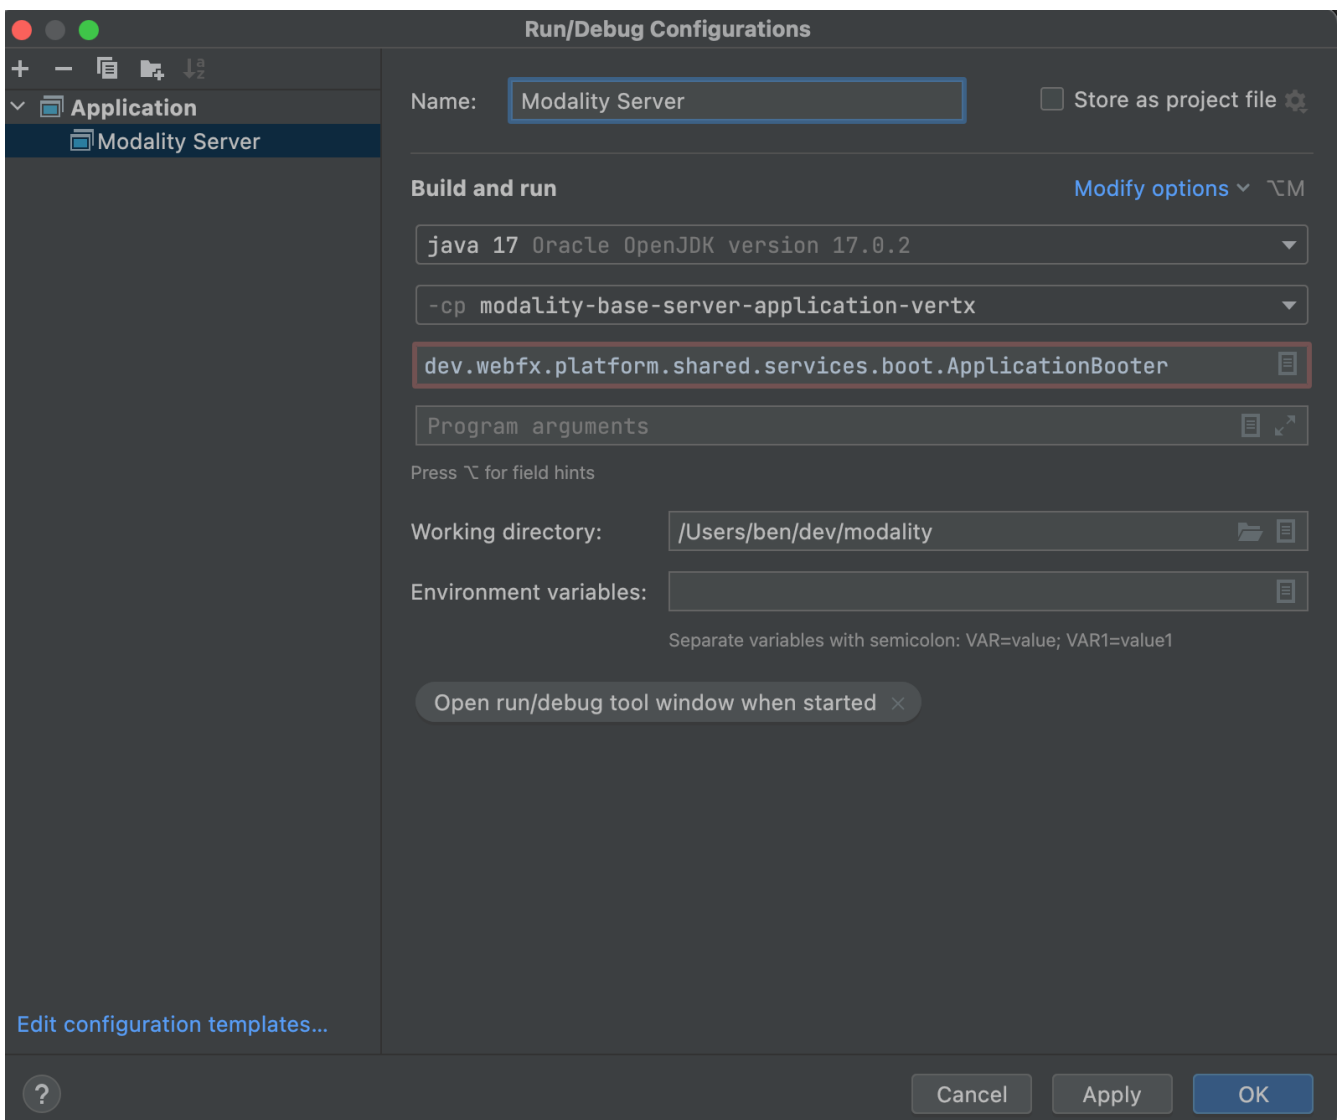 Run/Debug Configurations
Application
Modality Server
Edit configuration templates...
Name: Modality Server
Store as project file
Build and run
Modify options ⌥M
java 17 Oracle OpenJDK version 17.0.2
-cp modality-base-server-application-vertx
dev.webfx.platform.shared.services.boot.ApplicationBooter
Program arguments
Press ⌥ for field hints
Working directory: /Users/ben/dev/modality
Environment variables:
Separate variables with semicolon: VAR=value; VAR1=value1
Open run/debug tool window when started
?
Cancel Apply OK